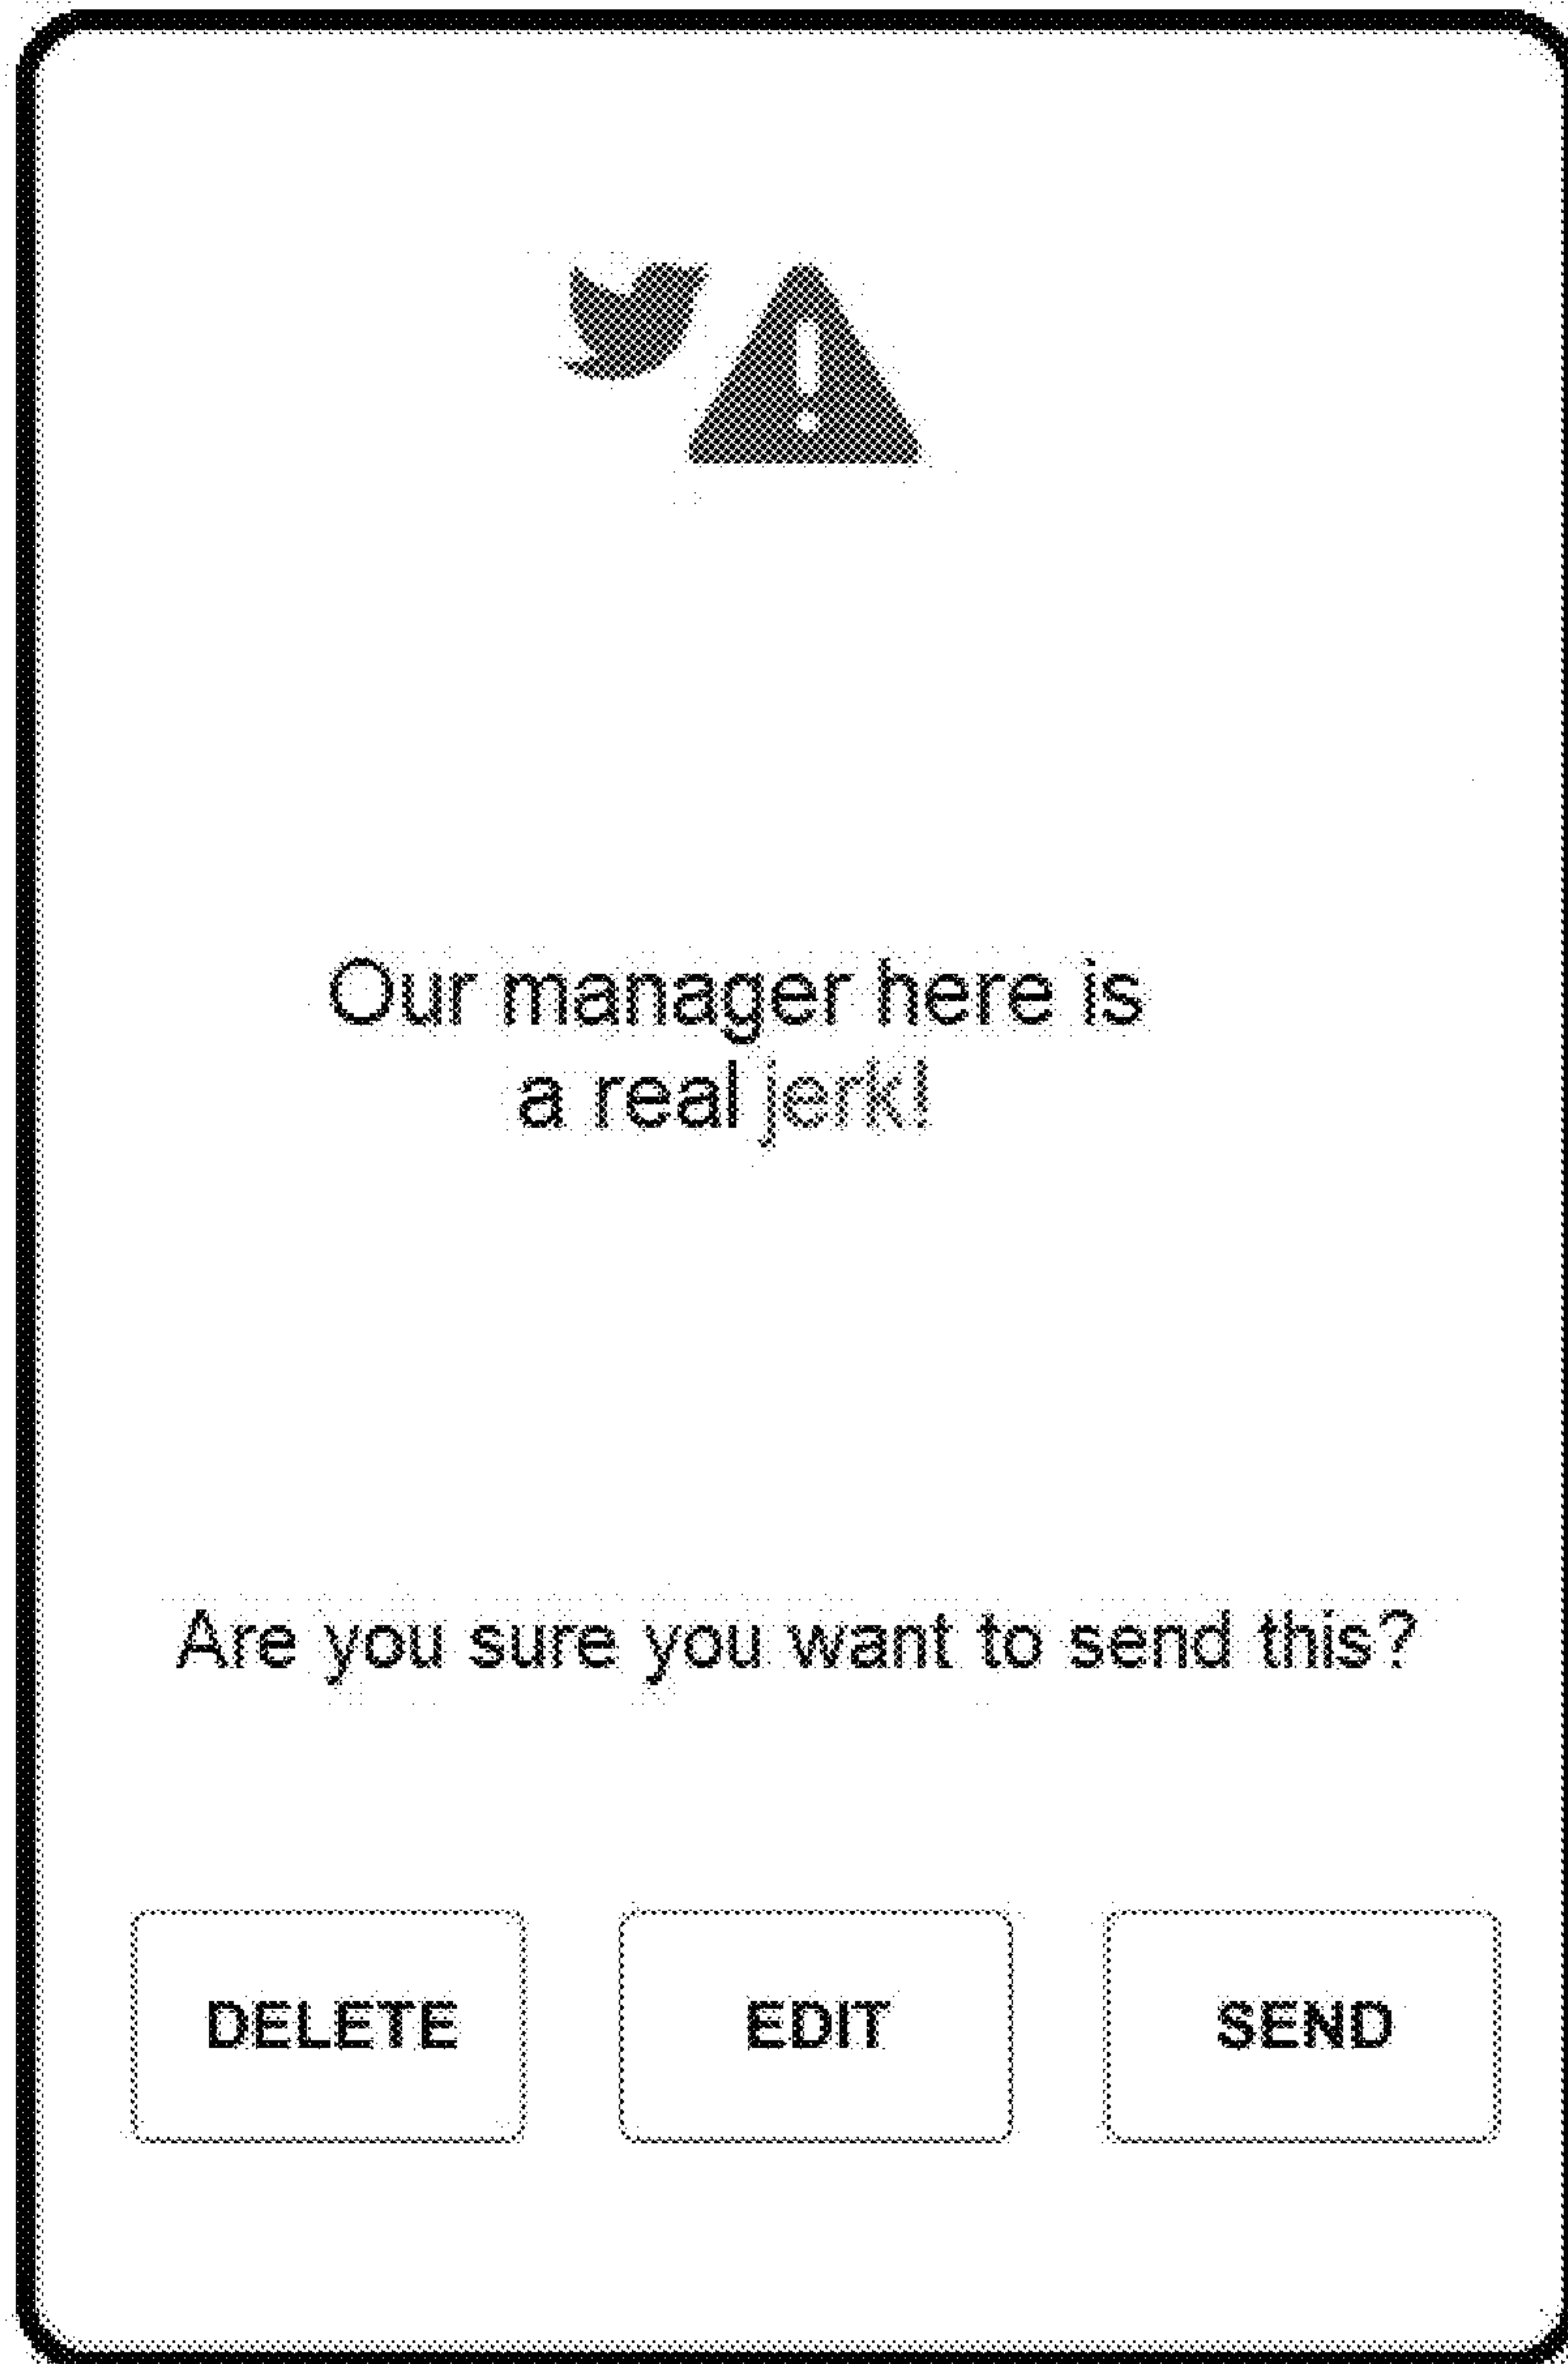 Our manager here is
a real jerk!
Are you sure you want to send this?
DELETE
EDIT
SEND